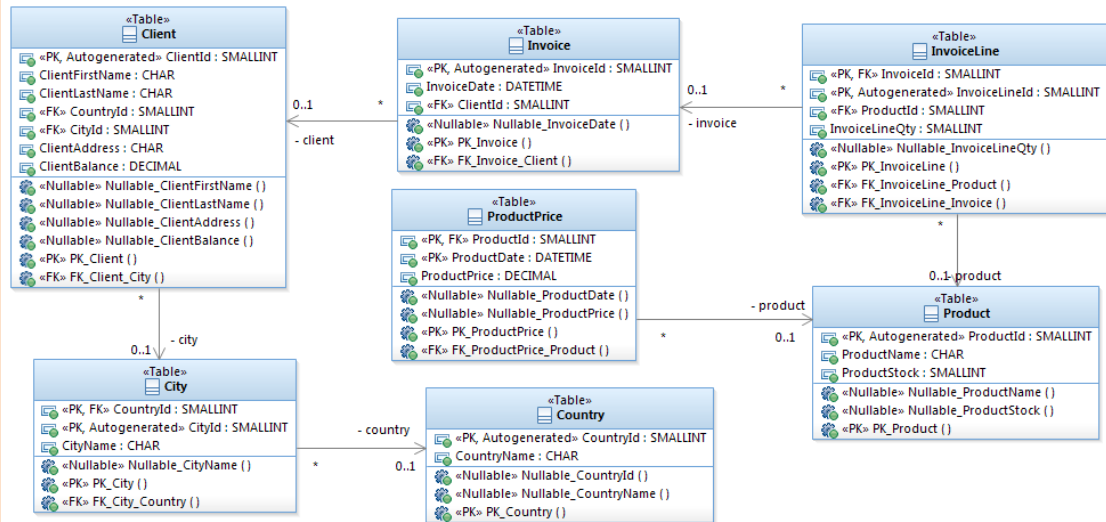 «Table»
Client
«PK, Autogenerated» ClientId : SMALLINT
ClientFirstName : CHAR
ClientLastName : CHAR
«FK» CountryId : SMALLINT
«FK» CityId : SMALLINT
ClientAddress : CHAR
ClientBalance : DECIMAL
«Nullable» Nullable_ClientFirstName ( )
«Nullable» Nullable_ClientLastName ( )
«Nullable» Nullable_ClientAddress ( )
«Nullable» Nullable_ClientBalance ( )
«PK» PK_Client ( )
«FK» FK_Client_City ( )
0..1
*
- client
«Table»
Invoice
«PK, Autogenerated» InvoiceId : SMALLINT
InvoiceDate : DATETIME
«FK» ClientId : SMALLINT
«Nullable» Nullable_InvoiceDate ( )
«PK» PK_Invoice ( )
«FK» FK_Invoice_Client ( )
0..1
*
- invoice
«Table»
InvoiceLine
«PK, FK» InvoiceId : SMALLINT
«PK, Autogenerated» InvoiceLineId : SMALLINT
«FK» ProductId : SMALLINT
InvoiceLineQty : SMALLINT
«Nullable» Nullable_InvoiceLineQty ( )
«PK» PK_InvoiceLine ( )
«FK» FK_InvoiceLine_Product ( )
«FK» FK_InvoiceLine_Invoice ( )
*
0..1
- product
«Table»
ProductPrice
«PK, FK» ProductId : SMALLINT
«PK» ProductDate : DATETIME
ProductPrice : DECIMAL
«Nullable» Nullable_ProductDate ( )
«Nullable» Nullable_ProductPrice ( )
«PK» PK_ProductPrice ( )
«FK» FK_ProductPrice_Product ( )
- product
*
0..1
«Table»
Product
«PK, Autogenerated» ProductId : SMALLINT
ProductName : CHAR
ProductStock : SMALLINT
«Nullable» Nullable_ProductName ( )
«Nullable» Nullable_ProductStock ( )
«PK» PK_Product ( )
*
- city
0..1
«Table»
City
«PK, FK» CountryId : SMALLINT
«PK, Autogenerated» CityId : SMALLINT
CityName : CHAR
«Nullable» Nullable_CityName ( )
«PK» PK_City ( )
«FK» FK_City_Country ( )
- country
*
0..1
«Table»
Country
«PK, Autogenerated» CountryId : SMALLINT
CountryName : CHAR
«Nullable» Nullable_CountryId ( )
«Nullable» Nullable_CountryName ( )
«PK» PK_Country ( )